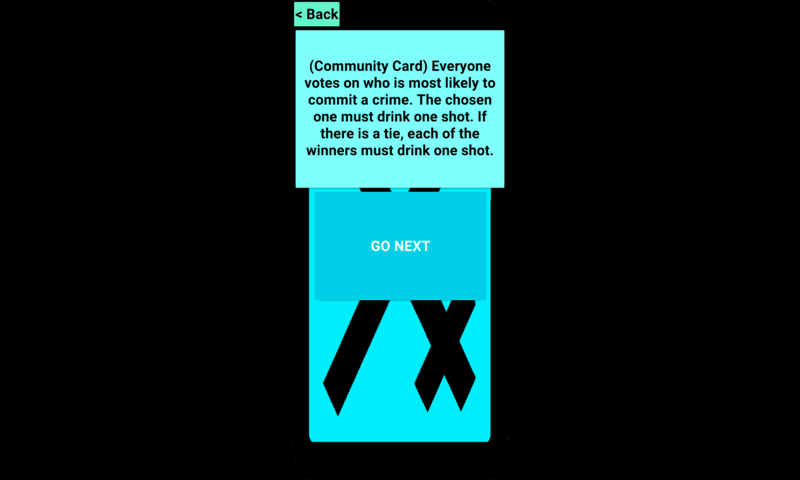 < Back
(Community Card) Everyone
votes on who is most likely to
commit a crime. The chosen
one must drink one shot. If
there is a tie, each of the
winners must drink one shot.
GO NEXT